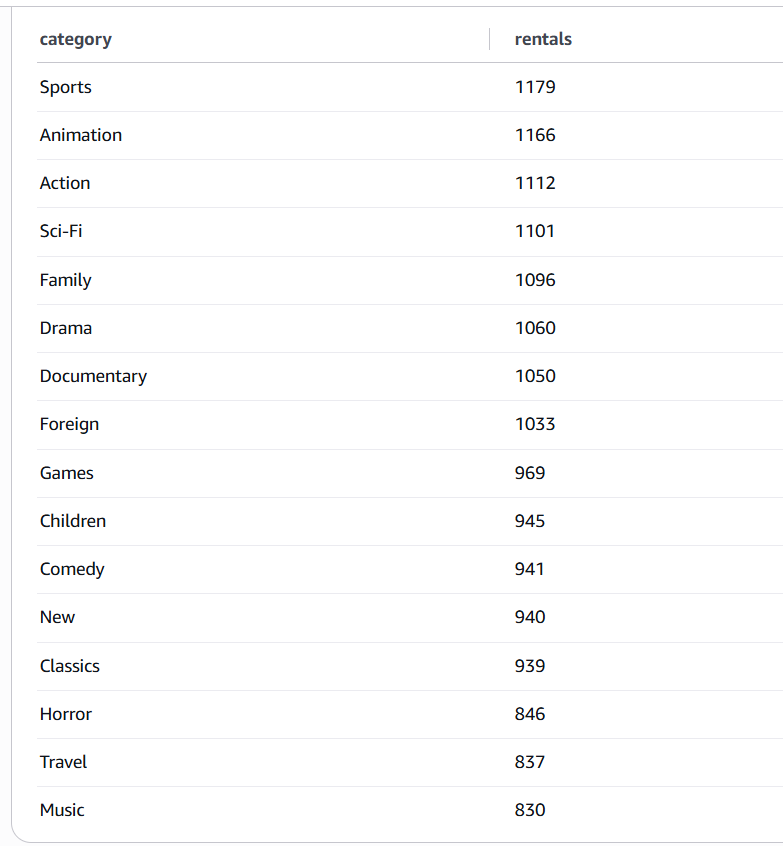 category rentals
Sports 1179
Animation 1166
Action 1112
Sci-Fi 1101
Family 1096
Drama 1060
Documentary 1050
Foreign 1033
Games 969
Children 945
Comedy 941
New 940
Classics 939
Horror 846
Travel 837
Music 830